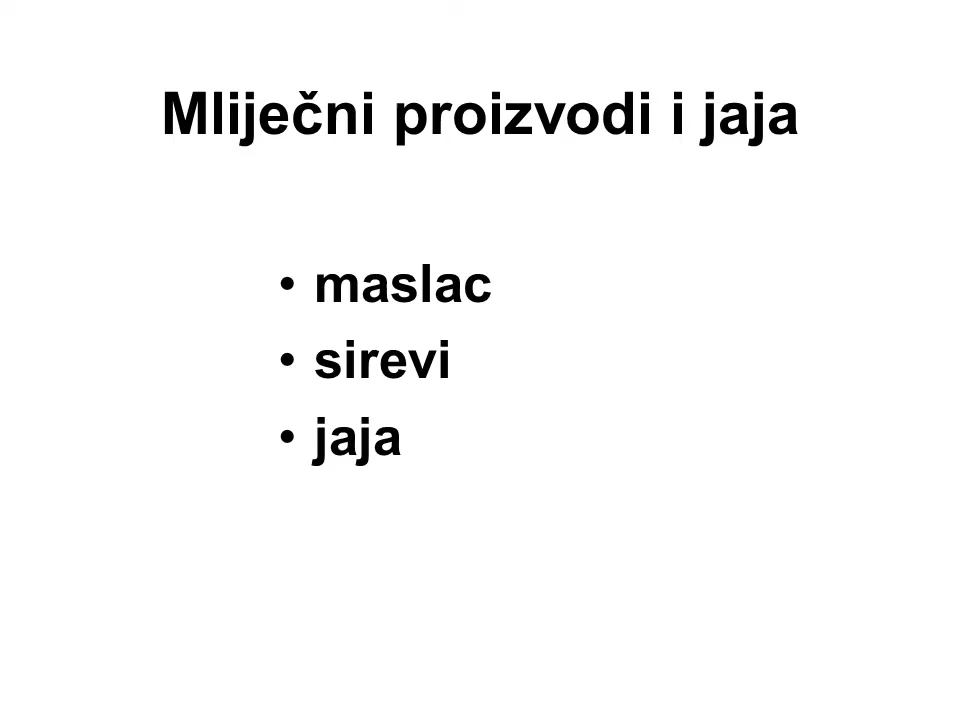 Mliječni proizvodi i jaja
• maslac
• sirevi
• jaja